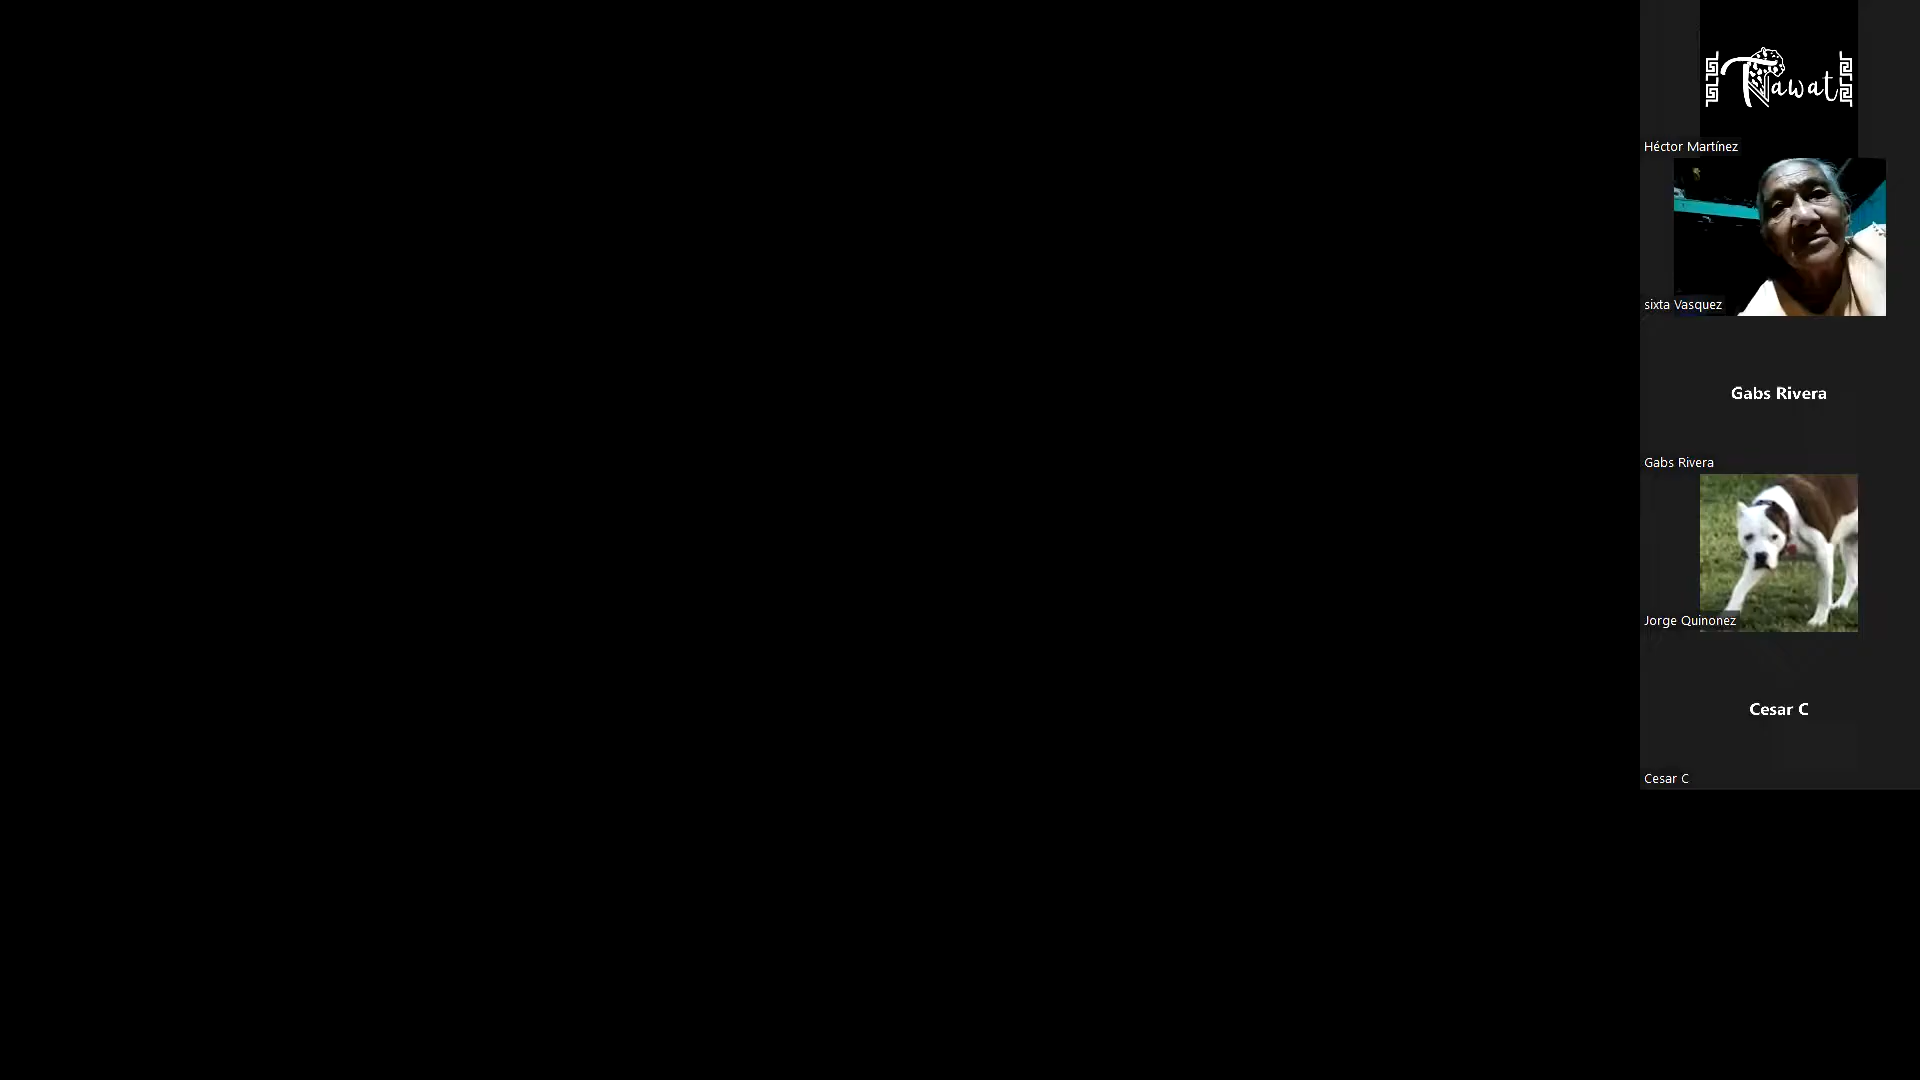 Tawat
Héctor Martínez
sixta Vasquez
Gabs Rivera
Gabs Rivera
Jorge Quinonez
Cesar C
Cesar C